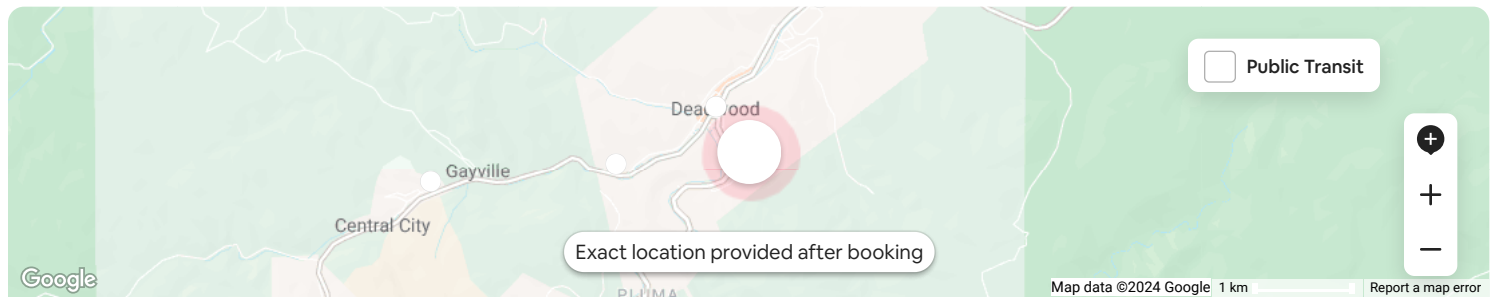 Public Transit
Deadwood
Gayville
Central City
Exact location provided after booking
Google
PLUMA
Map data ©2024 Google
1 km
Report a map error